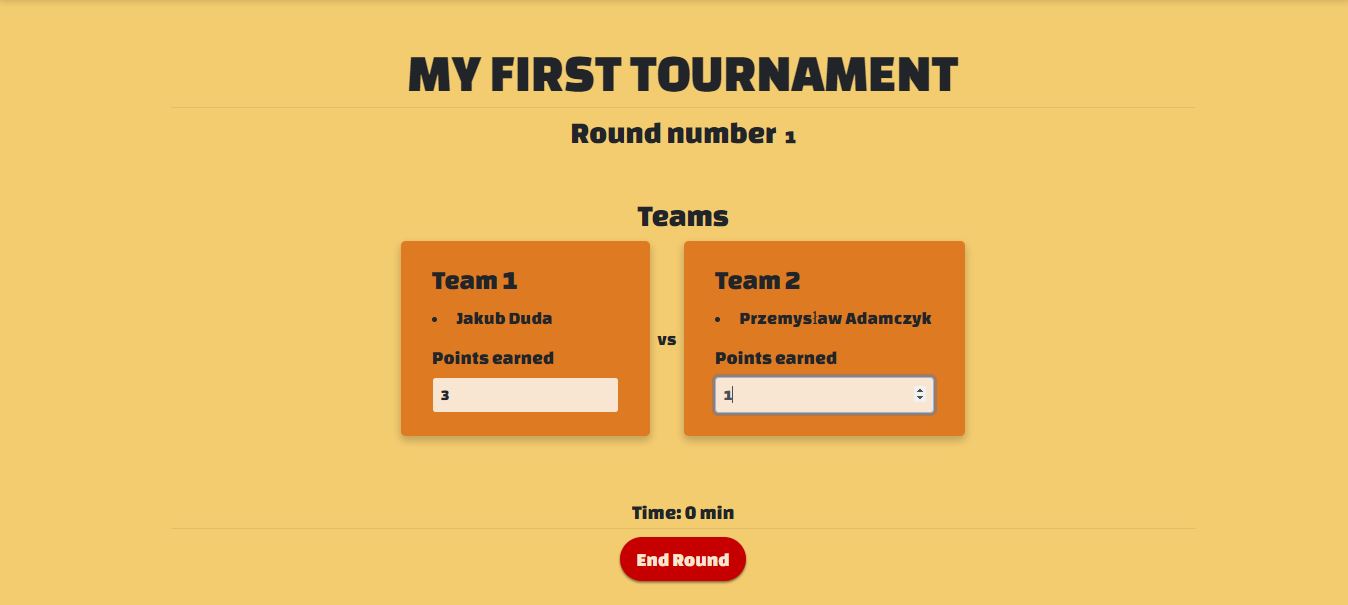 MY FIRST TOURNAMENT
Round number 1
Teams
Team 1
• Jakub Duda
Points earned
3
vs
Team 2
• Przemysław Adamczyk
Points earned
1
Time: 0 min
End Round